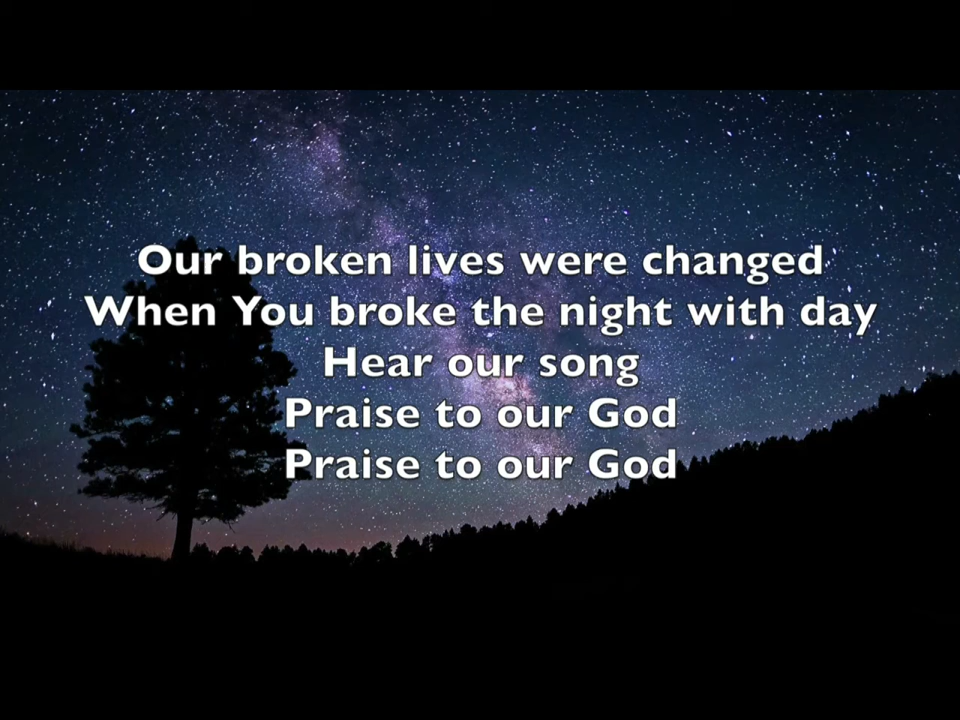 Our broken lives were changed
When You broke the night with day
Hear our song
Praise to our God
Praise to our God